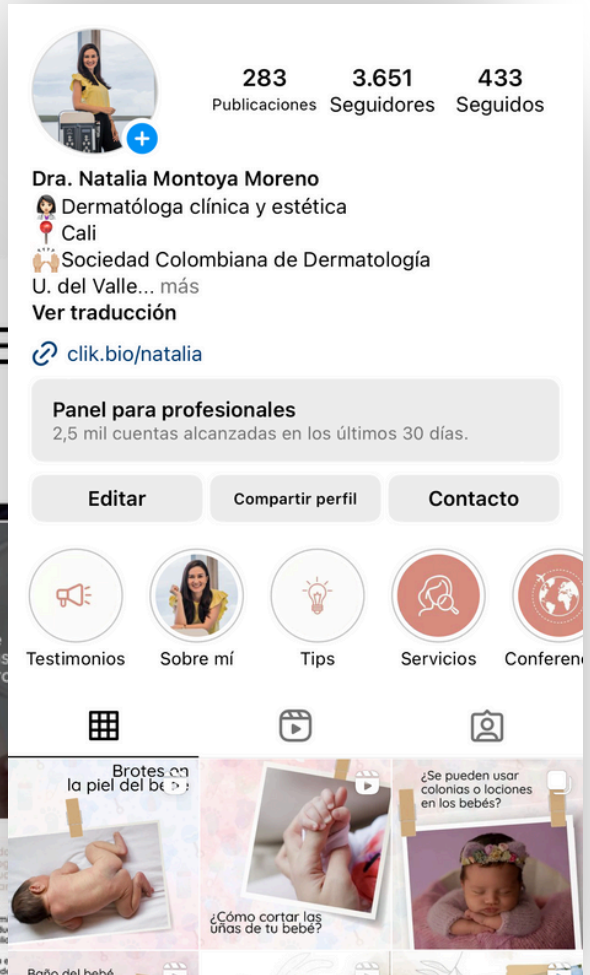 283 3.651 433
Publicaciones Seguidores Seguidos
Dra. Natalia Montoya Moreno
Dermatóloga clínica y estética
Cali
Sociedad Colombiana de Dermatología
U. del Valle... más
Ver traducción
clik.bio/natalia
Panel para profesionales
2,5 mil cuentas alcanzadas en los últimos 30 días.
Editar Compartir perfil Contacto
Testimonios Sobre mí Tips Servicios Conferen
Brotes en
la piel del bebé
¿Cómo cortar las
uñas de tu bebé?
¿Se pueden usar
colonias o lociones
en los bebés?
Baño del bebé